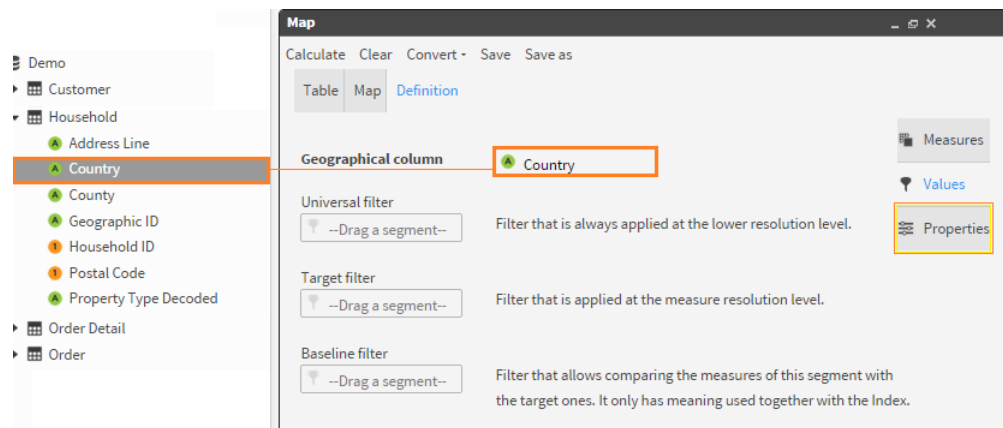 Map
Calculate Clear Convert Save Save as
Table Map Definition
Demo
Customer
Household
A Address Line
A Country
A County
A Geographic ID
1 Household ID
1 Postal Code
A Property Type Decoded
Order Detail
Order
Geographical column
A Country
Universal filter
--Drag a segment--
Filter that is always applied at the lower resolution level.
Target filter
--Drag a segment--
Filter that is applied at the measure resolution level.
Baseline filter
--Drag a segment--
Filter that allows comparing the measures of this segment with
the target ones. It only has meaning used together with the Index.
Measures
Values
Properties